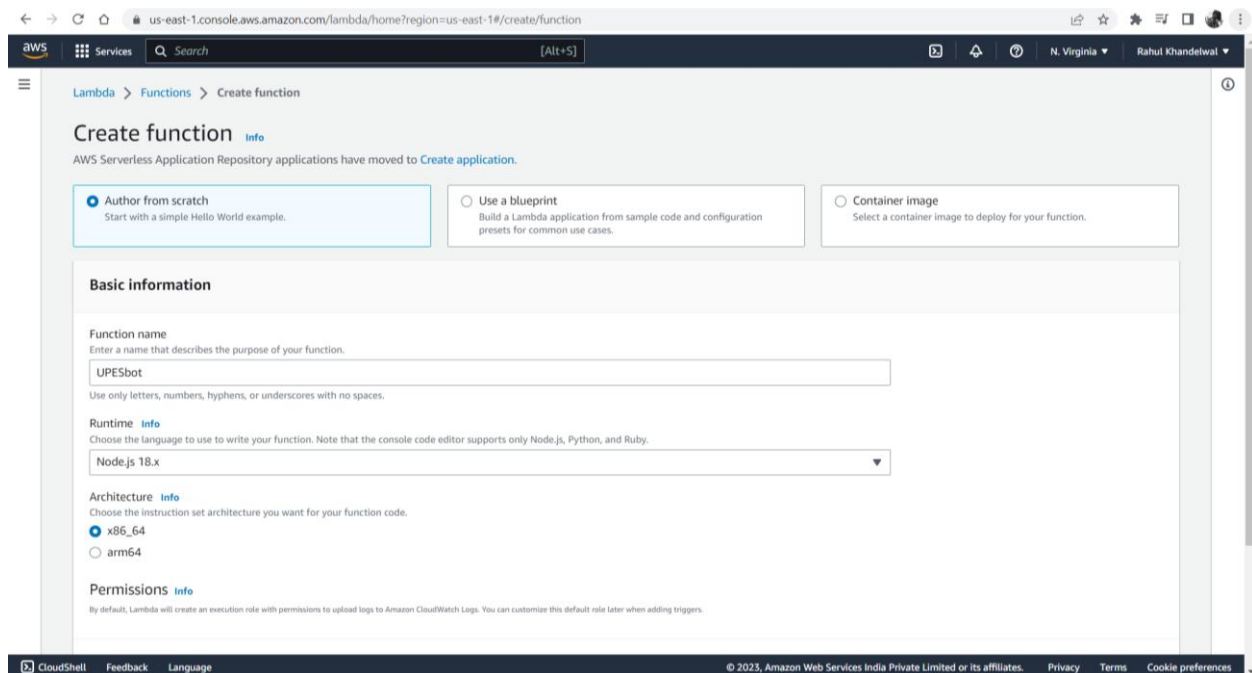 us-east-1.console.aws.amazon.com/lambda/home?region=us-east-1#/create/function
aws Services Search [Alt+S] N. Virginia Rahul Khandelwal
Lambda > Functions > Create function
Create function Info
AWS Serverless Application Repository applications have moved to Create application.
Author from scratch
Start with a simple Hello World example.
Use a blueprint
Build a Lambda application from sample code and configuration
presets for common use cases.
Container image
Select a container image to deploy for your function.
Basic information
Function name
Enter a name that describes the purpose of your function.
UPESbot
Use only letters, numbers, hyphens, or underscores with no spaces.
Runtime Info
Choose the language to use to write your function. Note that the console code editor supports only Node.js, Python, and Ruby.
Node.js 18.x
Architecture Info
Choose the instruction set architecture you want for your function code.
x86_64
arm64
Permissions Info
By default, Lambda will create an execution role with permissions to upload logs to Amazon CloudWatch Logs. You can customize this default role later when adding triggers.
CloudShell Feedback Language © 2023, Amazon Web Services India Private Limited or its affiliates. Privacy Terms Cookie preferences